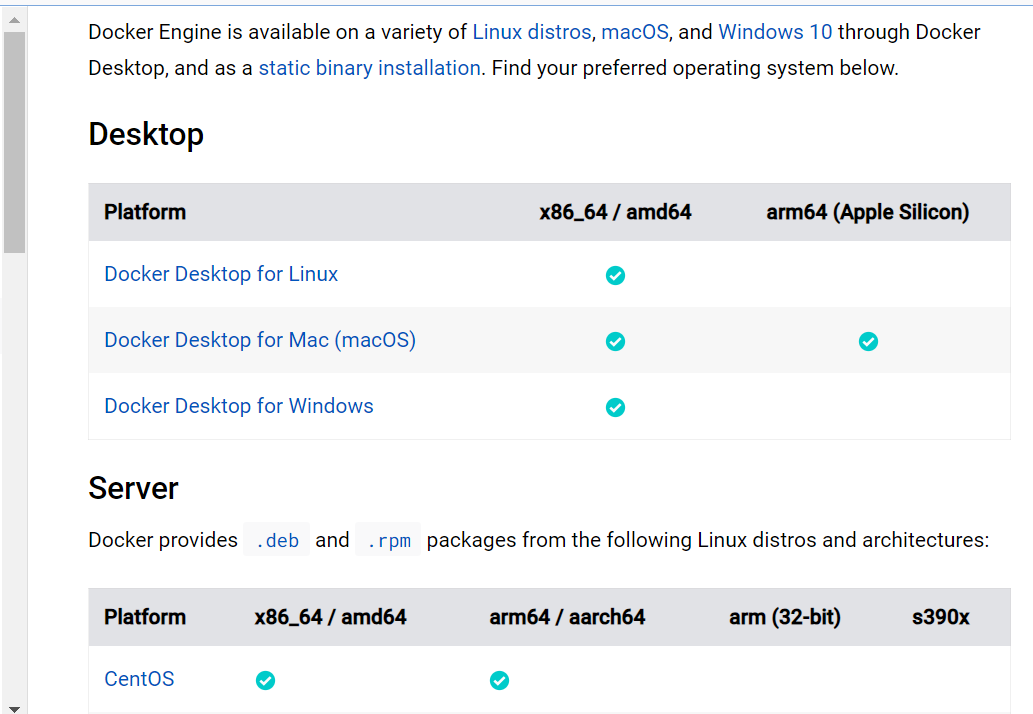 Docker Engine is available on a variety of Linux distros, macOS, and Windows 10 through Docker
Desktop, and as a static binary installation. Find your preferred operating system below.
Desktop
Platform x86_64 / amd64 arm64 (Apple Silicon)
Docker Desktop for Linux
Docker Desktop for Mac (macOS)
Docker Desktop for Windows
Server
Docker provides .deb and .rpm packages from the following Linux distros and architectures:
Platform x86_64 / amd64 arm64 / aarch64 arm (32-bit) s390x
CentOS